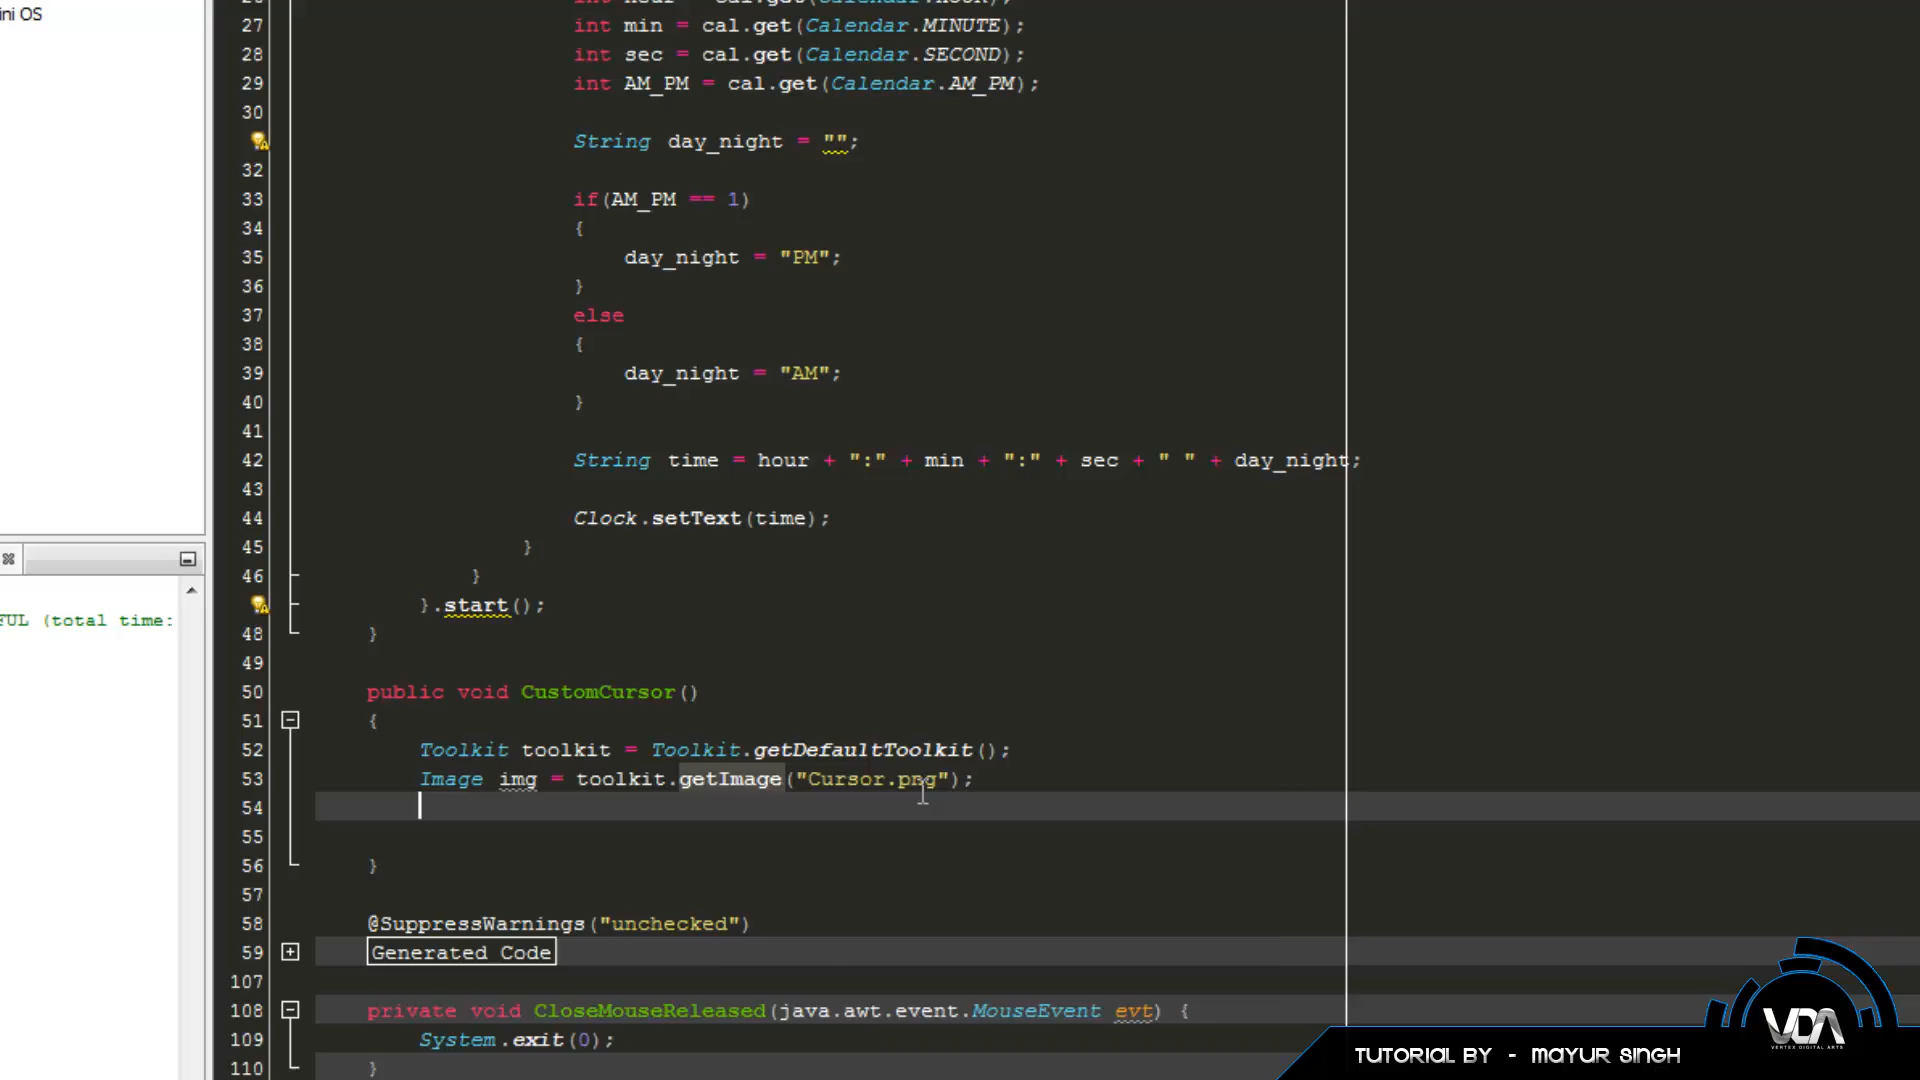 ini OS
27 int min = cal.get(Calendar.MINUTE);
28 int sec = cal.get(Calendar.SECOND);
29 int AM_PM = cal.get(Calendar.AM_PM);
30
String day_night = "";
32
33 if(AM_PM == 1)
34 {
35 day_night = "PM";
36 }
37 else
38 {
39 day_night = "AM";
40 }
41
42 String time = hour + ":" + min + ":" + sec + " " + day_night;
43
44 Clock.setText(time);
45 }
46 }
}.start();
FUL (total time:
48 }
49
50 public void CustomCursor()
51 {
52 Toolkit toolkit = Toolkit.getDefaultToolkit();
53 Image img = toolkit.getImage("Cursor.png");
54
55
56 }
57
58 @SuppressWarnings("unchecked")
59 Generated Code
107
108 private void CloseMouseReleased(java.awt.event.MouseEvent evt) {
109 System.exit(0);
110 }
VDA
VERTEX DIGITAL ARTS
TUTORIAL BY - MAYUR SINGH